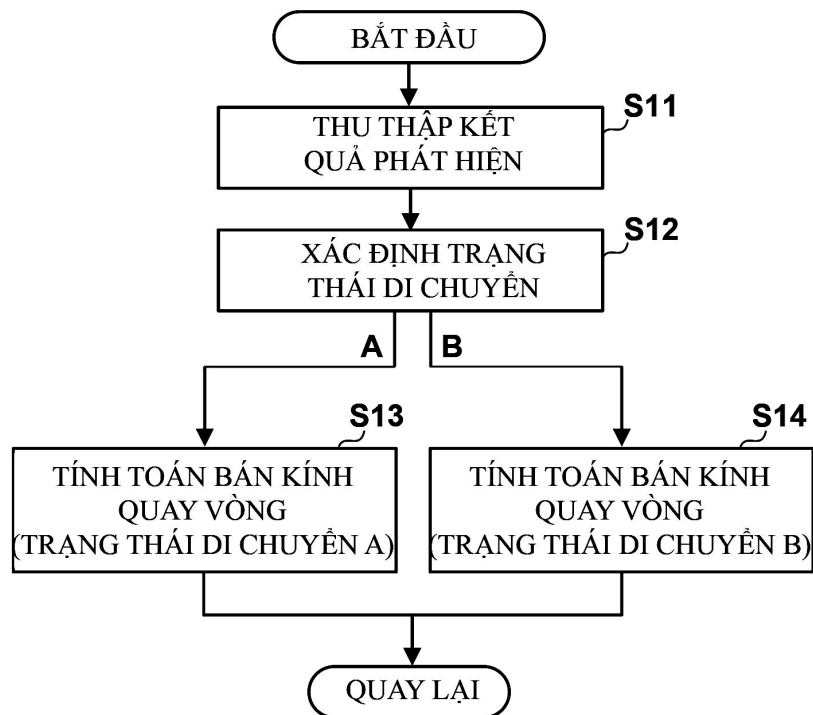 BẮT ĐẦU
S11
THU THẬP KẾT
QUẢ PHÁT HIỆN
S12
XÁC ĐỊNH TRẠNG
THÁI DI CHUYỂN
A
B
S13
TÍNH TOÁN BÁN KÍNH
QUAY VÒNG
(TRẠNG THÁI DI CHUYỂN A)
S14
TÍNH TOÁN BÁN KÍNH
QUAY VÒNG
(TRẠNG THÁI DI CHUYỂN B)
QUAY LẠI